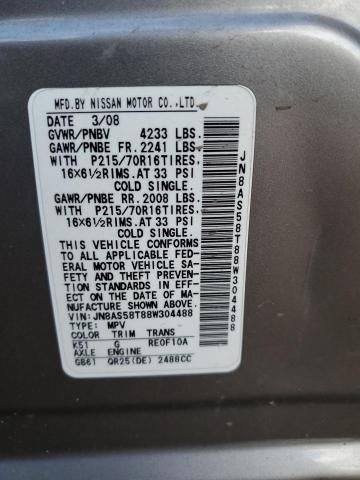 MFD.BY NISSAN MOTOR CO.,LTD.
DATE 3/08
GVWR/PNBV 4233 LBS.
GAWR/PNBE FR. 2241 LBS.
WITH P215/70R16TIRES,
16x6½RIMS.AT 33 PSI
COLD SINGLE.
GAWR/PNBE RR. 2008 LBS.
WITH P215/70R16TIRES,
16x6½RIMS.AT 33 PSI
COLD SINGLE.
THIS VEHICLE CONFORMS
TO ALL APPLICABLE FED-
ERAL MOTOR VEHICLE SA-
FETY AND THEFT PREVEN-
TION STANDARDS IN EFF-
ECT ON THE DATE OF MA-
NUFACTURE SHOWN ABOVE.
VIN:JN8AS58T88W304488
TYPE: MPV
COLOR TRIM TRANS
K51 G RE0F10A
AXLE ENGINE
GB61 QR25(DE) 2488CC
JN8AS58T88W304488